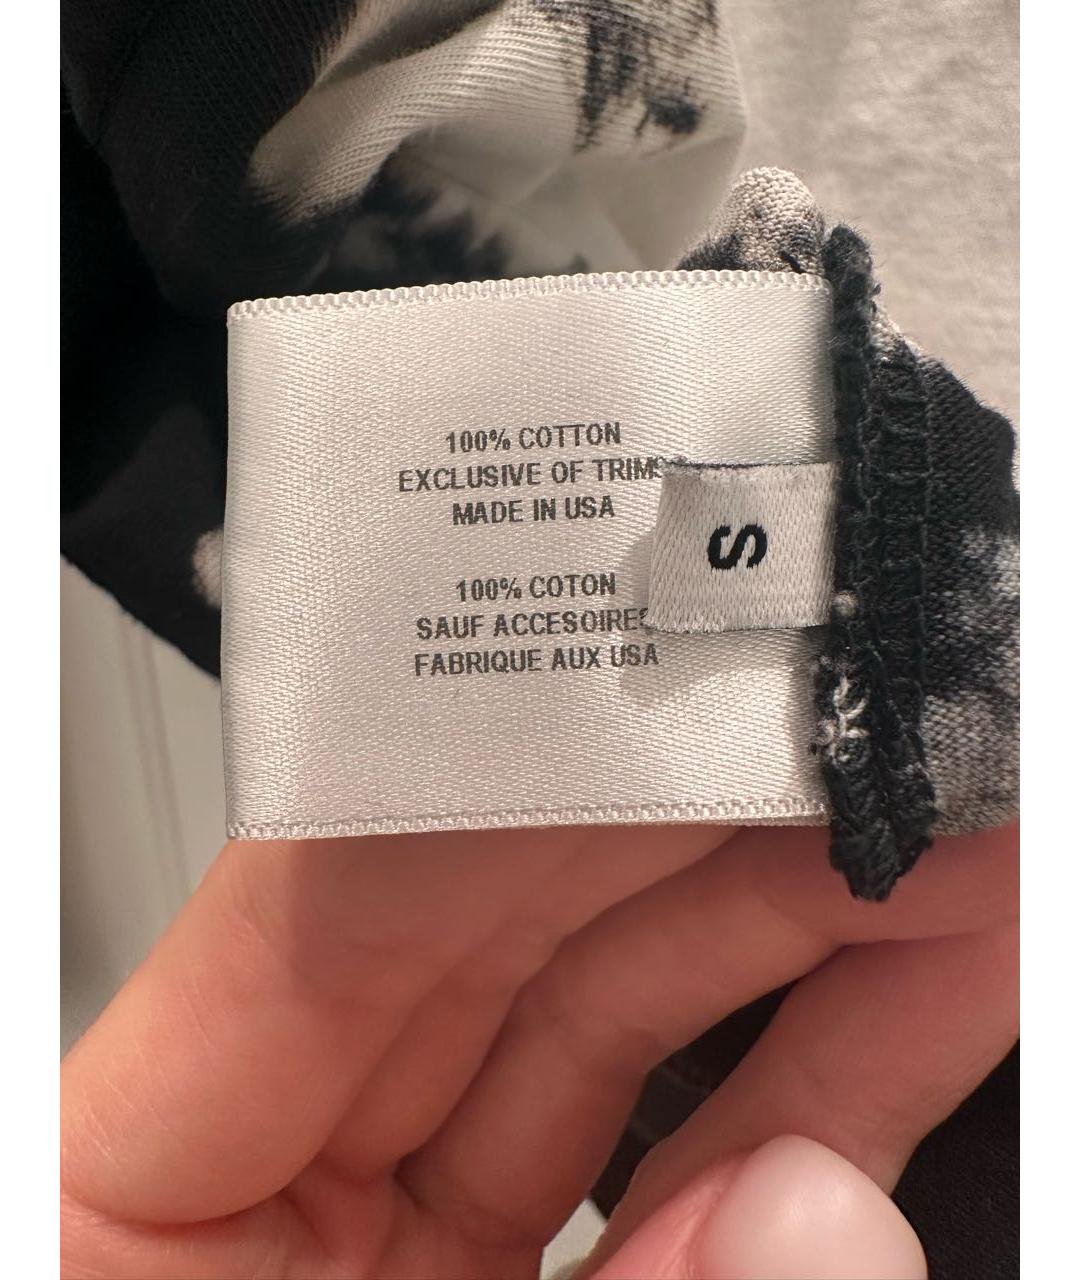 100% COTTON
EXCLUSIVE OF TRIMS
MADE IN USA
100% COTON
SAUF ACCESOIRES
FABRIQUE AUX USA
S